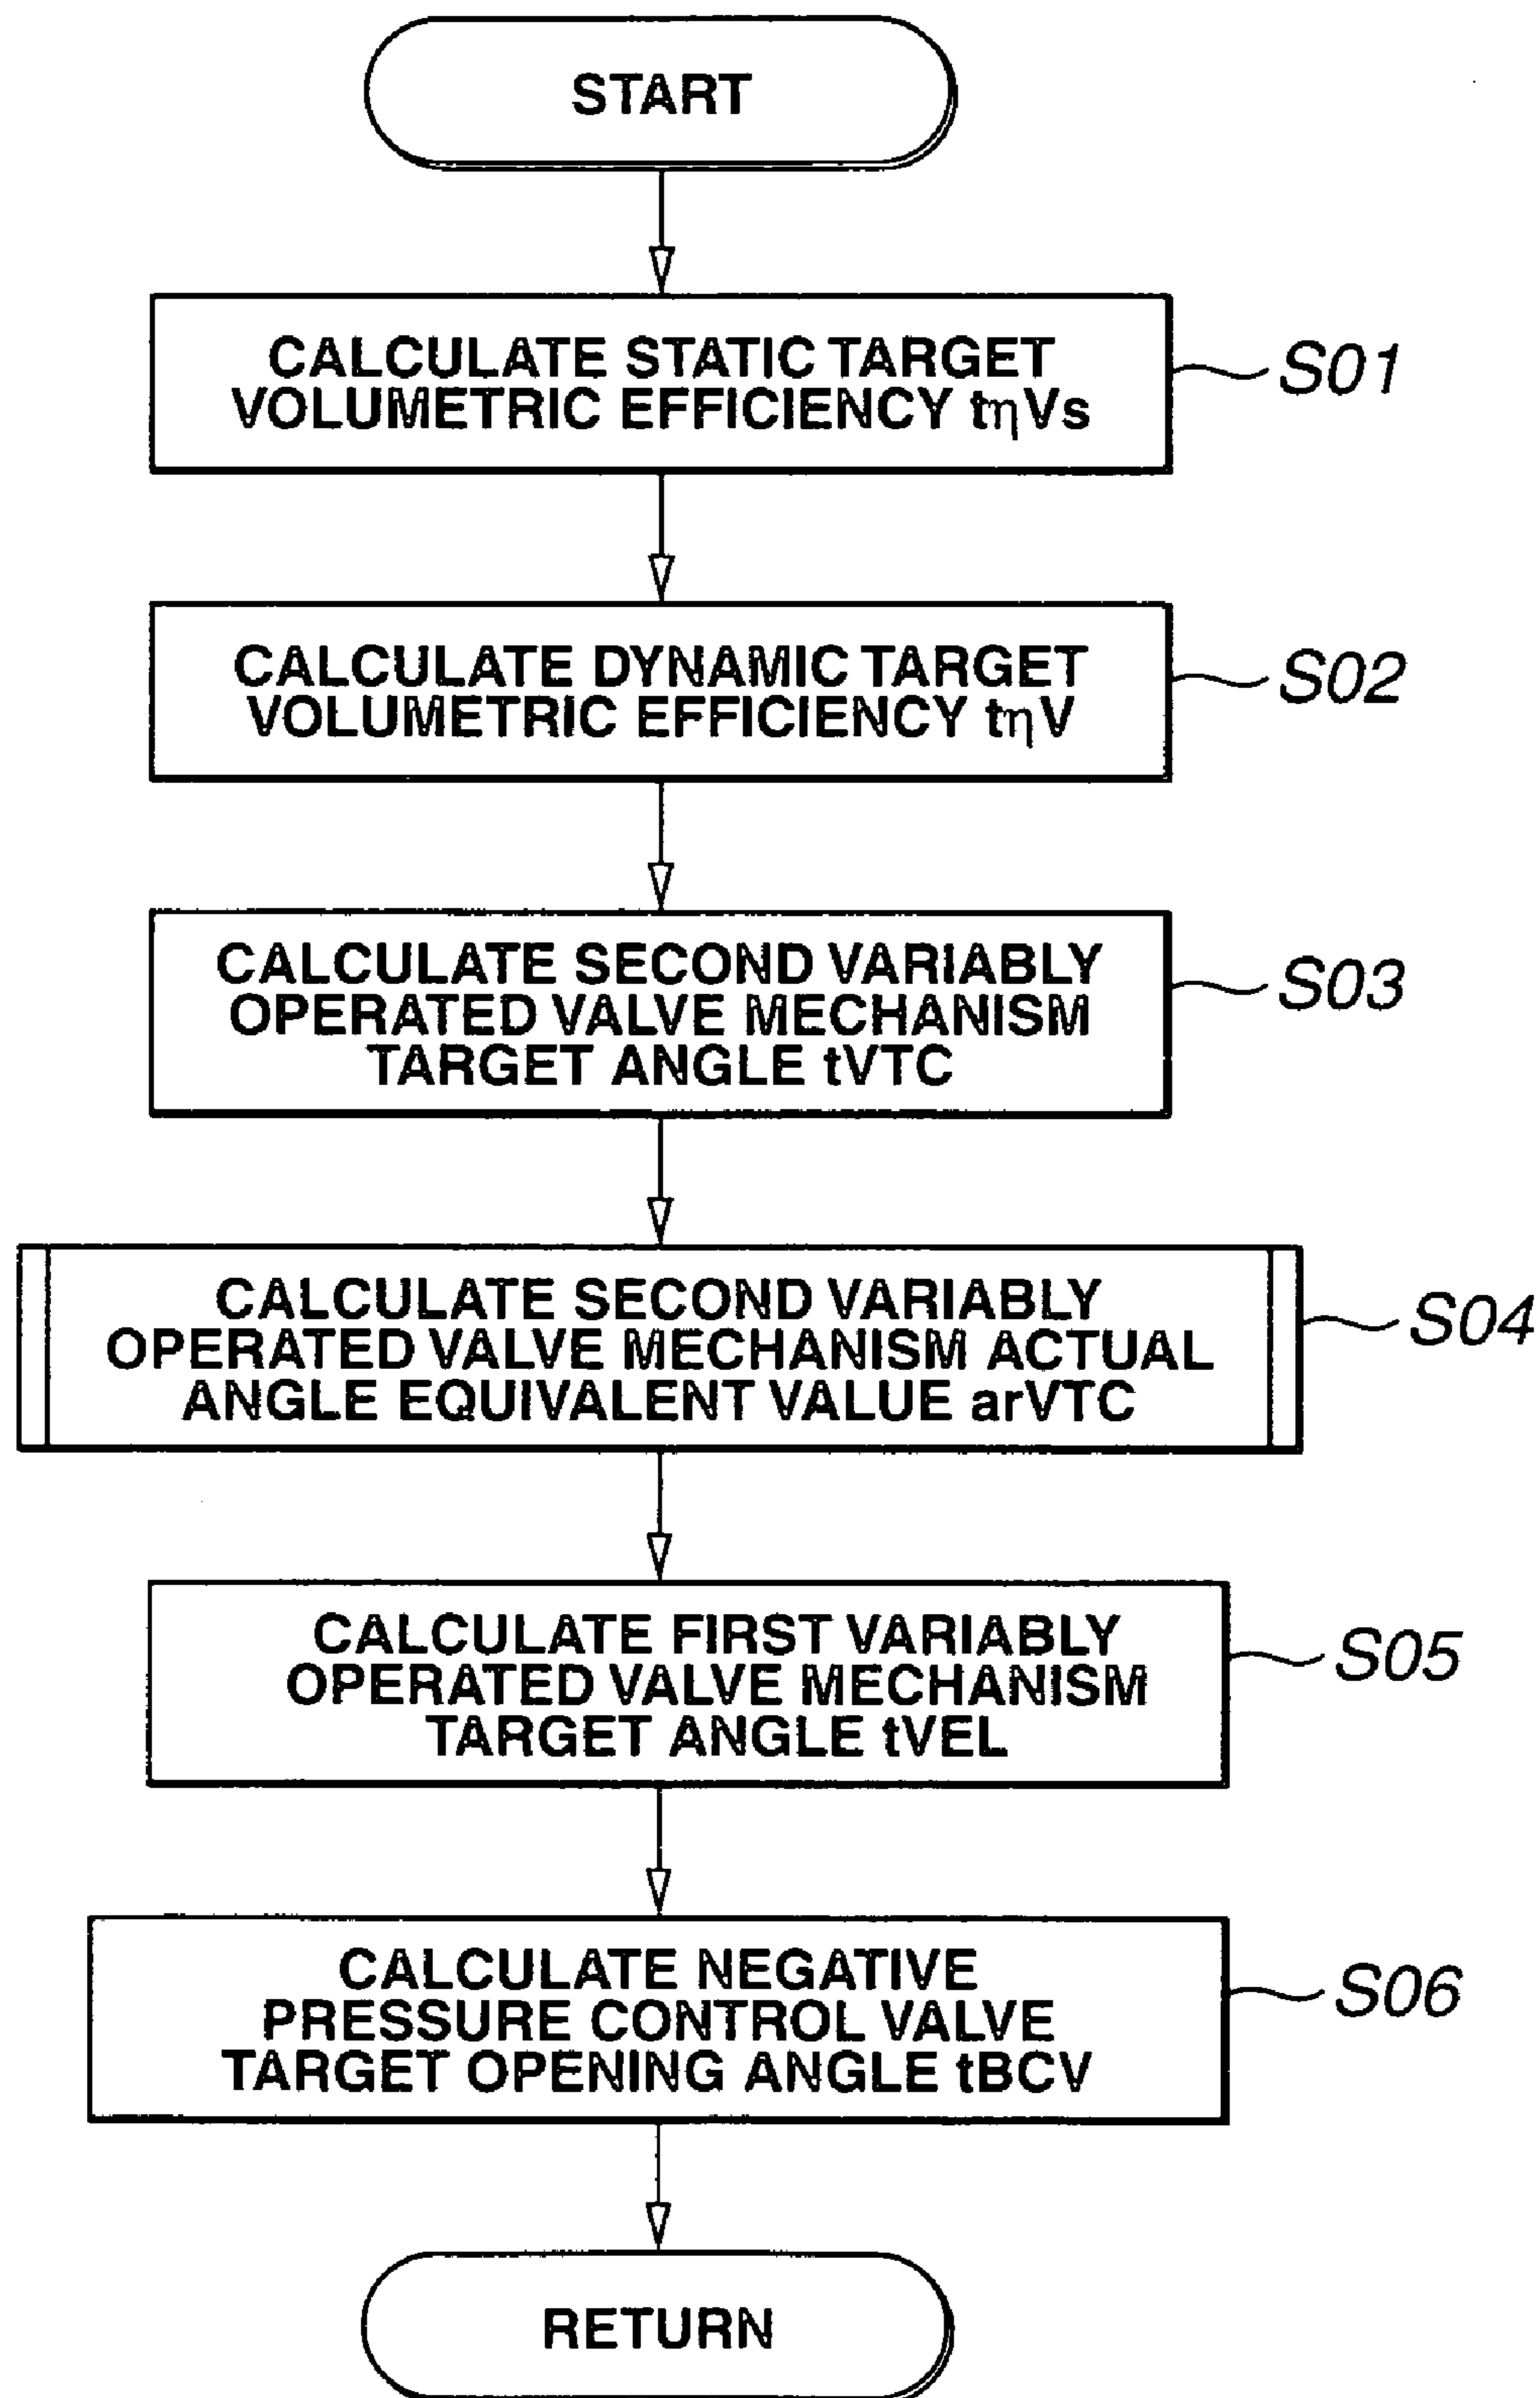 START
CALCULATE STATIC TARGET
VOLUMETRIC EFFICIENCY tηVs
S01
CALCULATE DYNAMIC TARGET
VOLUMETRIC EFFICIENCY tηV
S02
CALCULATE SECOND VARIABLY
OPERATED VALVE MECHANISM
TARGET ANGLE tVTC
S03
CALCULATE SECOND VARIABLY
OPERATED VALVE MECHANISM ACTUAL
ANGLE EQUIVALENT VALUE arVTC
S04
CALCULATE FIRST VARIABLY
OPERATED VALVE MECHANISM
TARGET ANGLE tVEL
S05
CALCULATE NEGATIVE
PRESSURE CONTROL VALVE
TARGET OPENING ANGLE tBCV
S06
RETURN